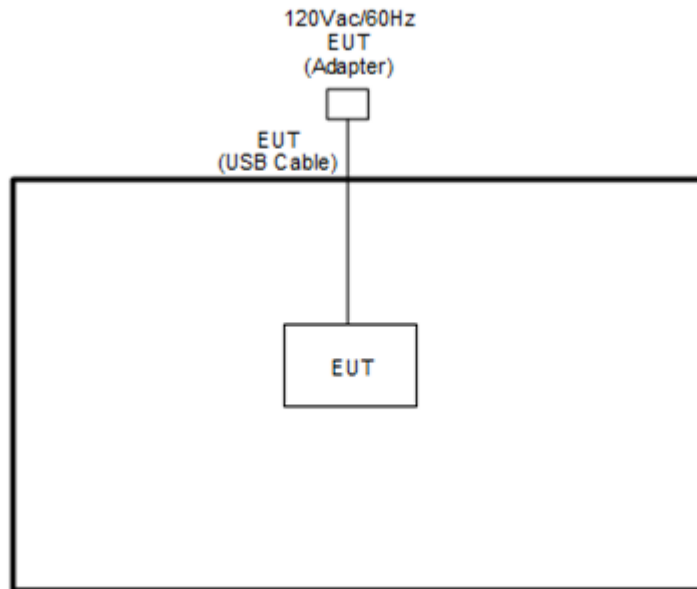 120Vac/60Hz
EUT
(Adapter)
EUT
(USB Cable)
EUT